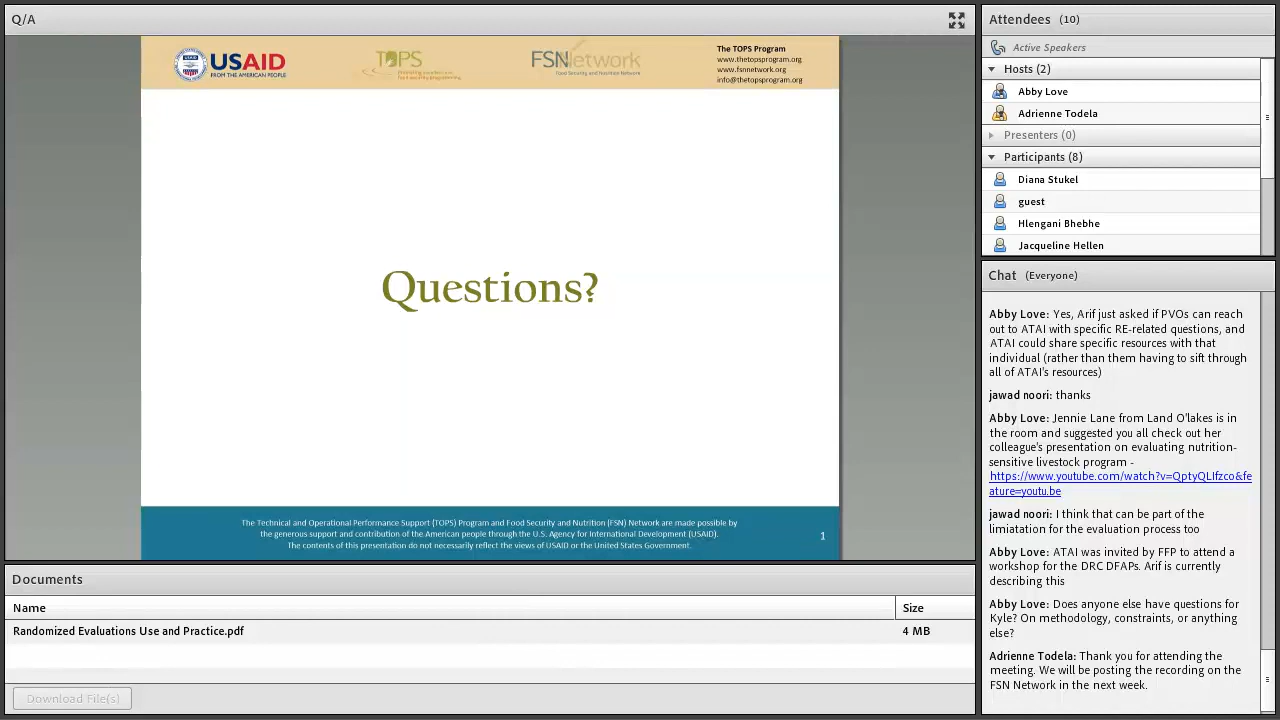 Q/A
USAID
FROM THE AMERICAN PEOPLE
TOPS
FSNetwork
Food Security and Nutrition Network
The TOPS Program
www.thetopsprogram.org
www.fsnnetwork.org
info@thetopsprogram.org
Questions?
The Technical and Operational Performance Support (TOPS) Program and Food Security and Nutrition (FSN) Network are made possible by
the generous support and contribution of the American people through the U.S. Agency for International Development (USAID).
The contents of this presentation do not necessarily reflect the views of USAID or the United States Government.
1
Documents
Name
Size
Randomized Evaluations Use and Practice.pdf
4 MB
Download File(s)
Attendees (10)
Active Speakers
Hosts (2)
Abby Love
Adrienne Todela
Presenters (0)
Participants (8)
Diana Stukel
guest
Hlengani Bhebhe
Jacqueline Hellen
Chat (Everyone)
Abby Love: Yes, Arif just asked if PVOs can reach
out to ATAI with specific RE-related questions, and
ATAI could share specific resources with that
individual (rather than them having to sift through
all of ATAI's resources)
jawad noori: thanks
Abby Love: Jennie Lane from Land O'lakes is in
the room and suggested you all check out her
colleague's presentation on evaluating nutrition-
sensitive livestock program -
https://www.youtube.com/watch?v=QptyQLIfzco&fe
ature=youtu.be
jawad noori: I think that can be part of the
limitation for the evaluation process too
Abby Love: ATAI was invited by FFP to attend a
workshop for the DRC DFAPs. Arif is currently
describing this
Abby Love: Does anyone else have questions for
Kyle? On methodology, constraints, or anything
else?
Adrienne Todela: Thank you for attending the
meeting. We will be posting the recording on the
FSN Network in the next week.